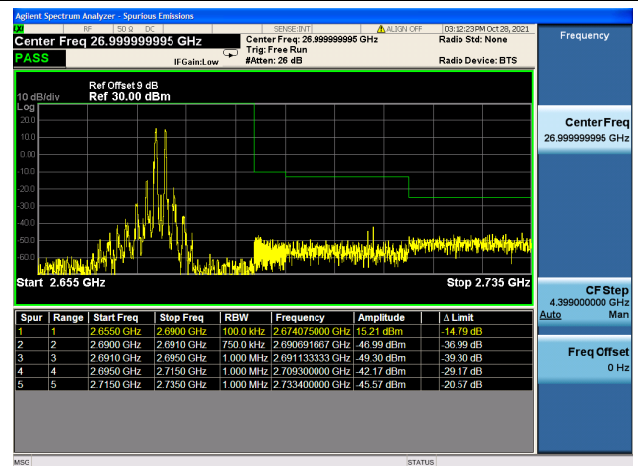 Agilent Spectrum Analyzer - Spurious Emissions
RF 50 Ω DC SENSE:INT ALIGN OFF 03:12:23 PM Oct 28, 2021
Center Freq 26.999999995 GHz Center Freq: 26.999999995 GHz Radio Std: None
Trig: Free Run
PASS IFGain:Low #Atten: 26 dB Radio Device: BTS
Frequency
Ref Offset 9 dB
10 dB/div Ref 30.00 dBm
Log
20.0
10.0
0.00
-10.0
-20.0
-30.0
-40.0
-50.0
-60.0
Start 2.655 GHz Stop 2.735 GHz
Center Freq
26.999999995 GHz
CF Step
4.399000000 GHz
Auto Man
Freq Offset
0 Hz
Spur Range Start Freq Stop Freq RBW Frequency Amplitude Δ Limit
1 1 2.6550 GHz 2.6900 GHz 100.0 kHz 2.674075000 GHz 15.21 dBm -14.79 dB
2 2 2.6900 GHz 2.6910 GHz 750.0 kHz 2.690691667 GHz -46.99 dBm -36.99 dB
3 3 2.6910 GHz 2.6950 GHz 1.000 MHz 2.691133333 GHz -49.30 dBm -39.30 dB
4 4 2.6950 GHz 2.7150 GHz 1.000 MHz 2.709300000 GHz -42.17 dBm -29.17 dB
5 5 2.7150 GHz 2.7350 GHz 1.000 MHz 2.733400000 GHz -45.57 dBm -20.57 dB
MSG STATUS